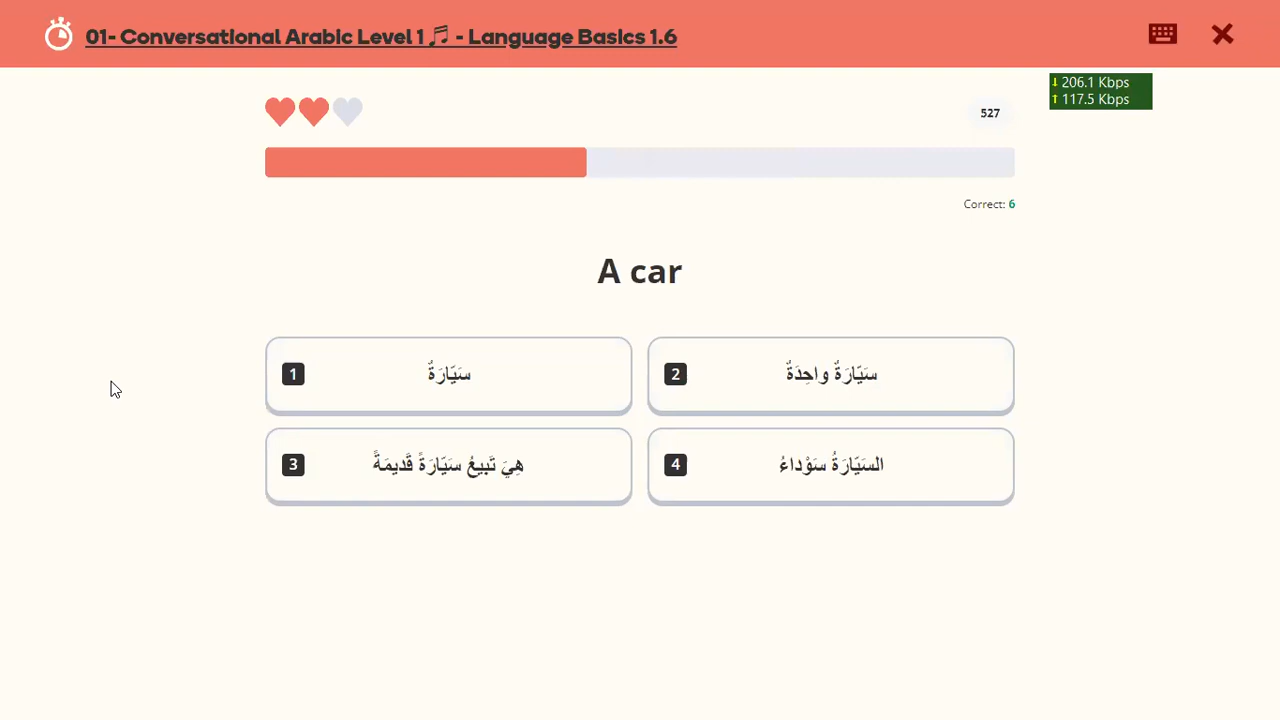 01- Conversational Arabic Level 1 🎵 - Language Basics 1.6
↓ 206.1 Kbps
↑ 117.5 Kbps
527
Correct: 6
A car
1 سَيّارَةٌ
2 سَيّارَةٌ واحِدَةٌ
3 هِيَ تَبيعُ سَيّارَةً قَديمَةً
4 السَيّارَةُ سَوْداءُ